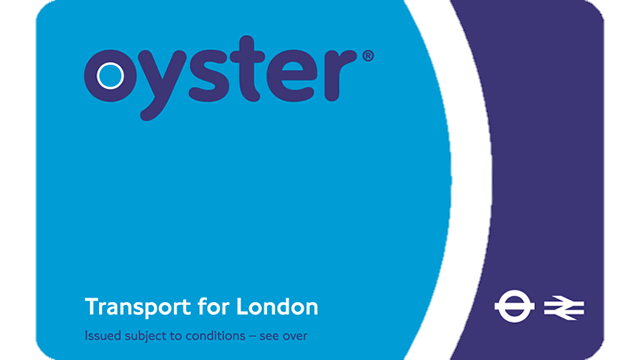 oyster®
Transport for London
Issued subject to conditions – see over